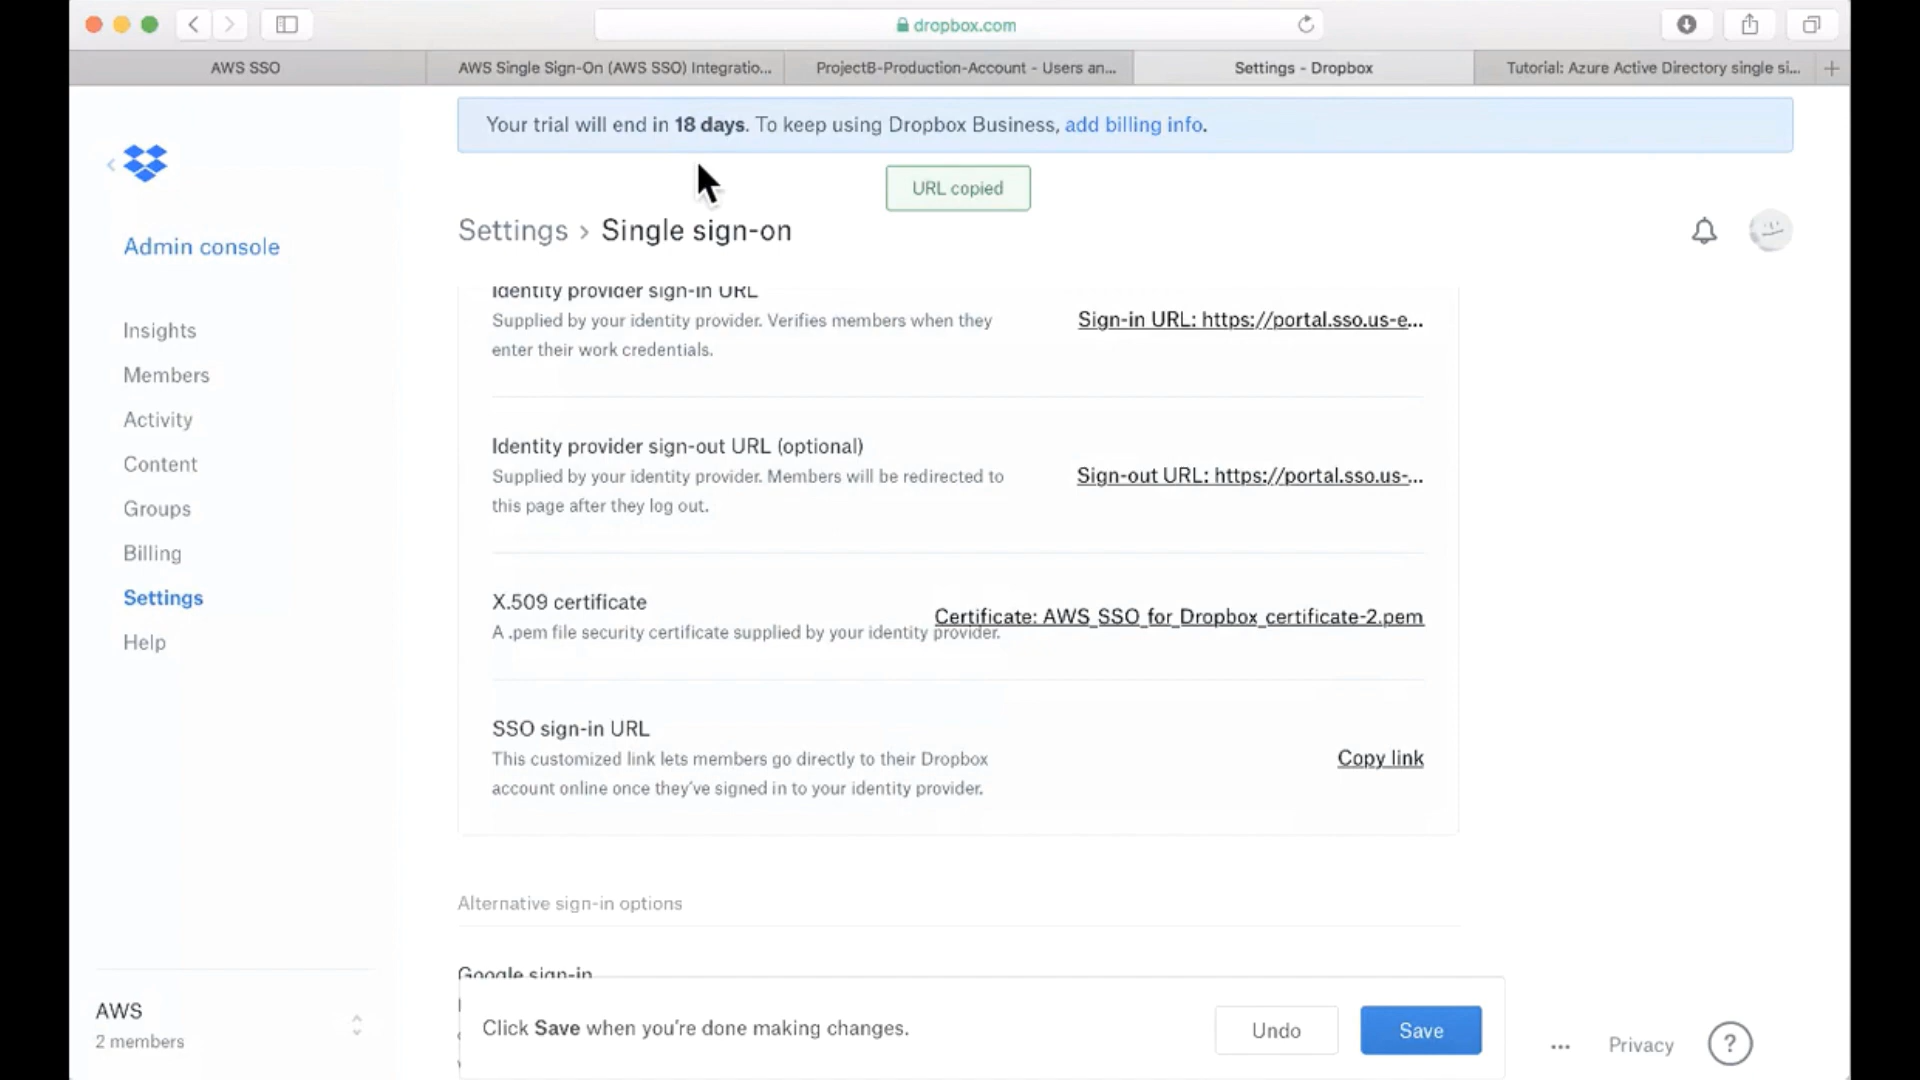 dropbox.com
AWS SSO
AWS Single Sign-On (AWS SSO) Integratio...
ProjectB-Production-Account - Users an...
Settings - Dropbox
Tutorial: Azure Active Directory single si...
Your trial will end in 18 days. To keep using Dropbox Business, add billing info.
URL copied
Settings › Single sign-on
Admin console
Insights
Members
Activity
Content
Groups
Billing
Settings
Help
Identity provider sign-in URL
Supplied by your identity provider. Verifies members when they
enter their work credentials.
Sign-in URL: https://portal.sso.us-e...
Identity provider sign-out URL (optional)
Supplied by your identity provider. Members will be redirected to
this page after they log out.
Sign-out URL: https://portal.sso.us-...
X.509 certificate
A .pem file security certificate supplied by your identity provider.
Certificate: AWS_SSO_for_Dropbox_certificate-2.pem
SSO sign-in URL
This customized link lets members go directly to their Dropbox
account online once they've signed in to your identity provider.
Copy link
Alternative sign-in options
Google sign-in
AWS
2 members
Click Save when you're done making changes.
Undo
Save
... Privacy ?